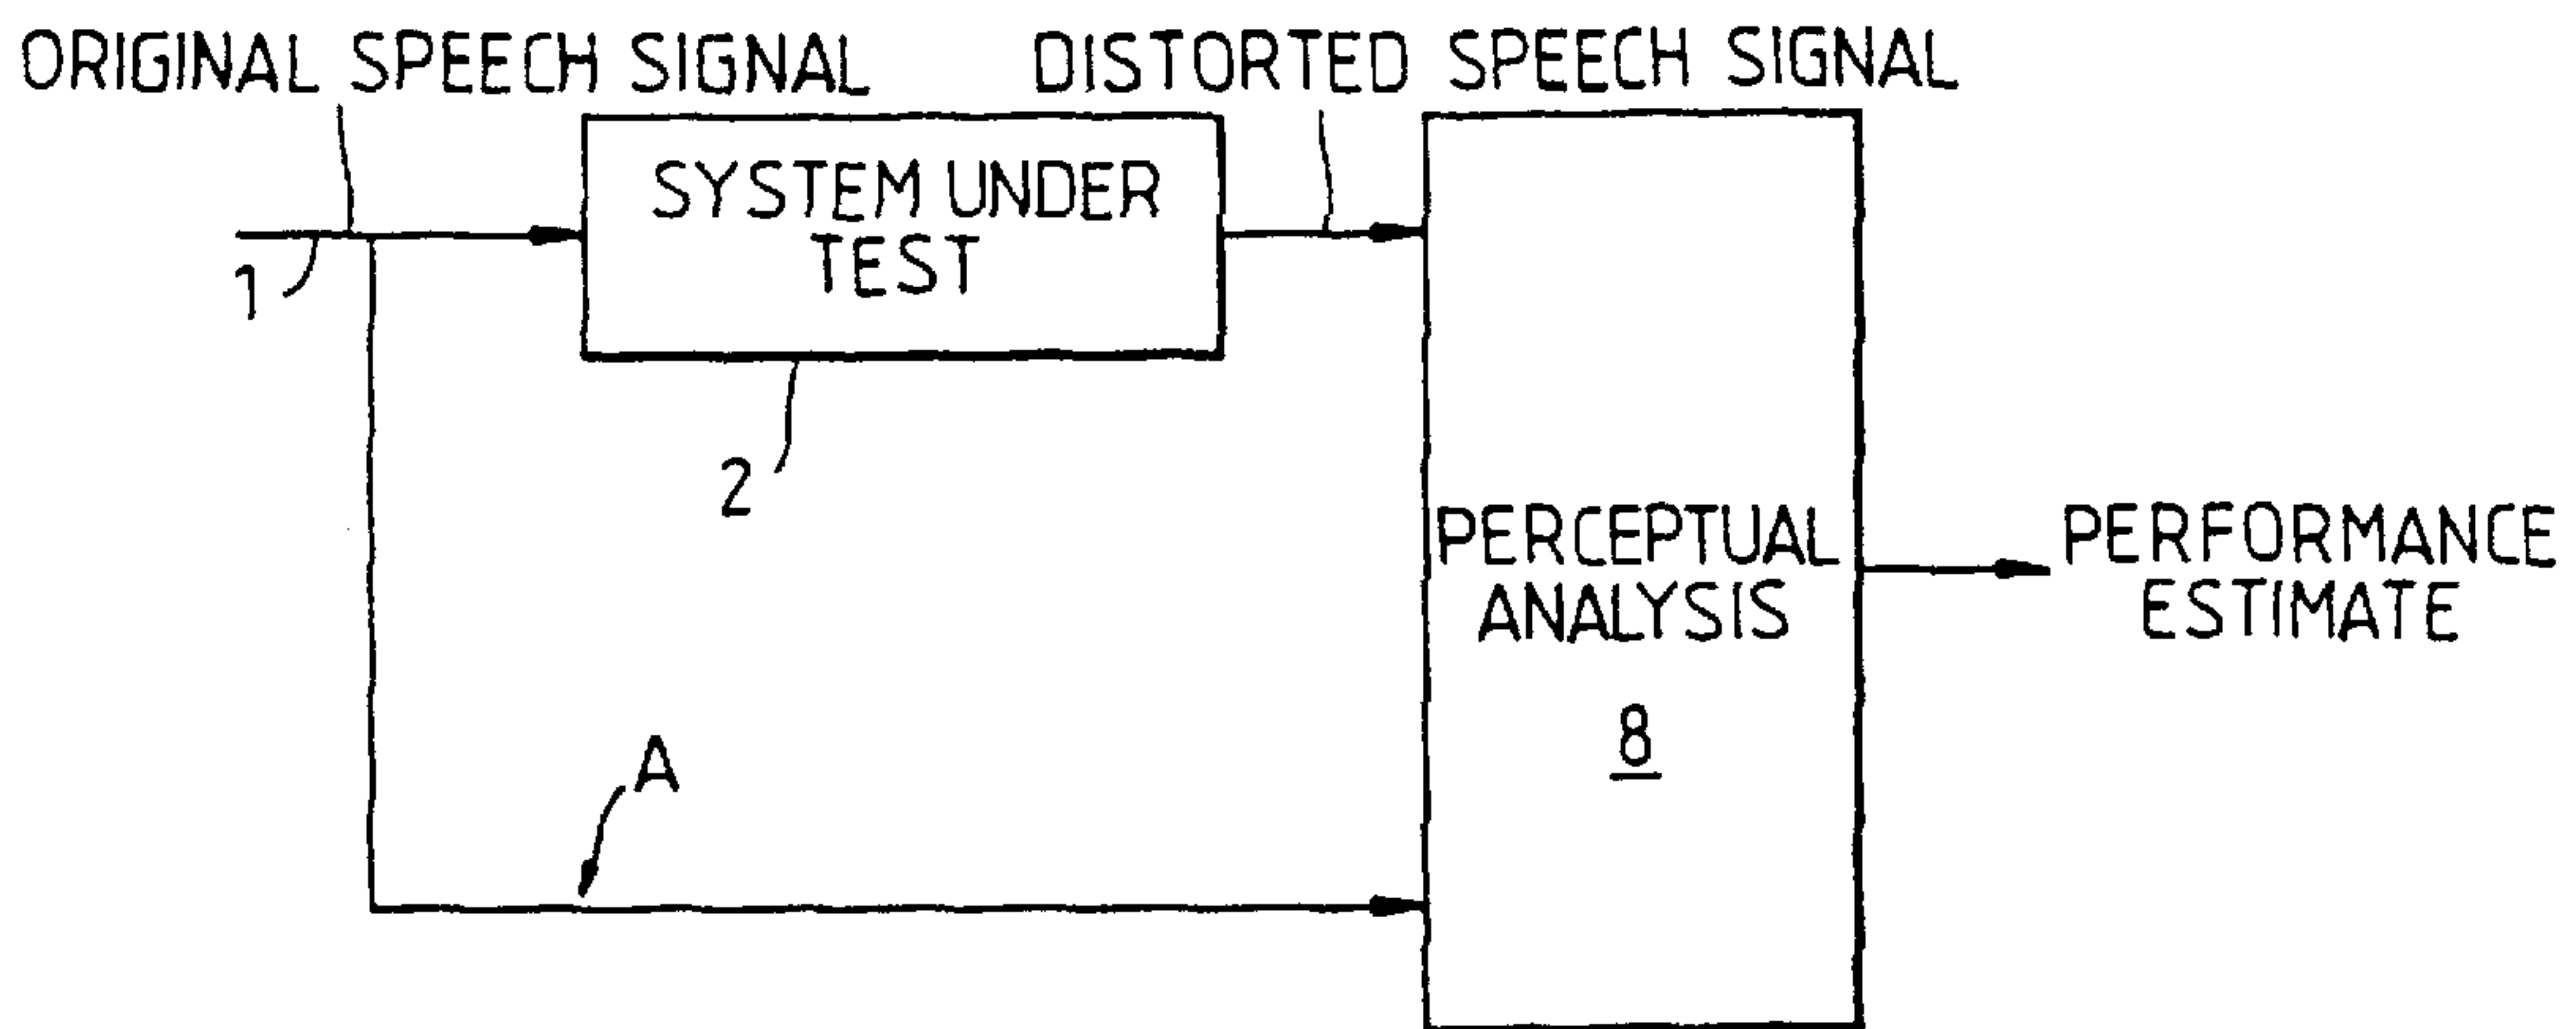 ORIGINAL SPEECH SIGNAL
DISTORTED SPEECH SIGNAL
SYSTEM UNDER
TEST
1
2
PERCEPTUAL
ANALYSIS
8
PERFORMANCE
ESTIMATE
A